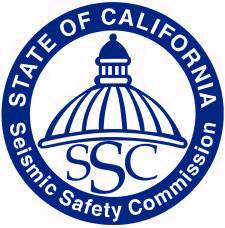 STATE OF CALIFORNIA
SSC
Seismic Safety Commission